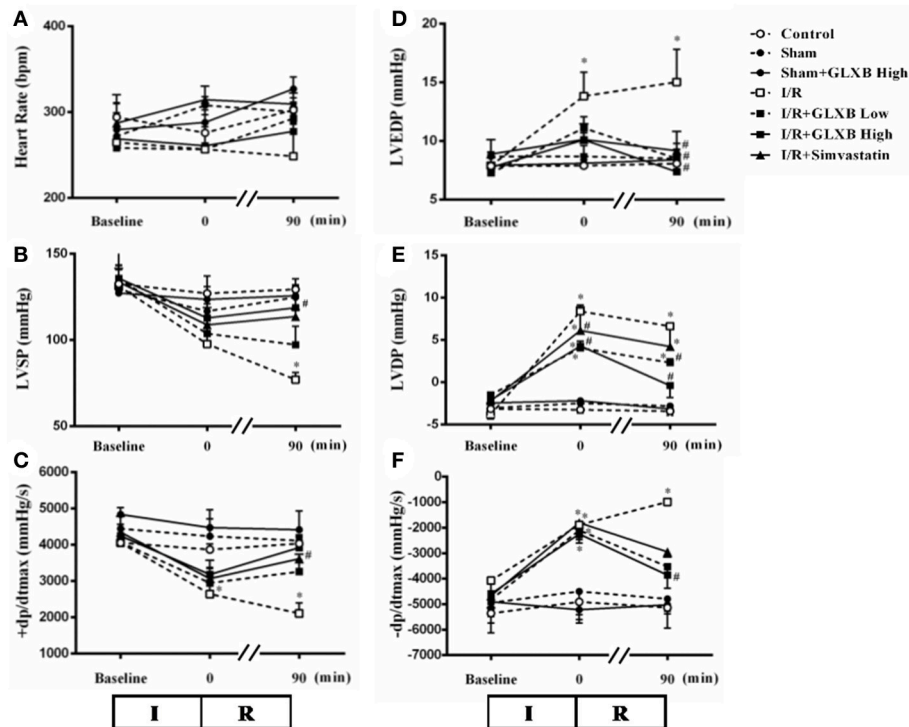 A
Heart Rate (bpm)
400
300
200
Baseline 0 90 (min)
B
LVSP (mmHg)
150
100
50
#
*
Baseline 0 90 (min)
C
+dp/dtmax (mmHg/s)
6000
5000
4000
3000
2000
1000
#
* *
Baseline 0 90 (min)
I R
D
LVEDP (mmHg)
20
15
10
5
* *
#
#
#
Baseline 0 90 (min)
E
LVDP (mmHg)
15
10
5
0
-5
* *
* # *
* # * #
* #
Baseline 0 90 (min)
F
-dp/dtmax (mmHg/s)
0
-1000
-2000
-3000
-4000
-5000
-6000
-7000
* *
*
* #
Baseline 0 90 (min)
I R
Control
Sham
Sham+GLXB High
I/R
I/R+GLXB Low
I/R+GLXB High
I/R+Simvastatin